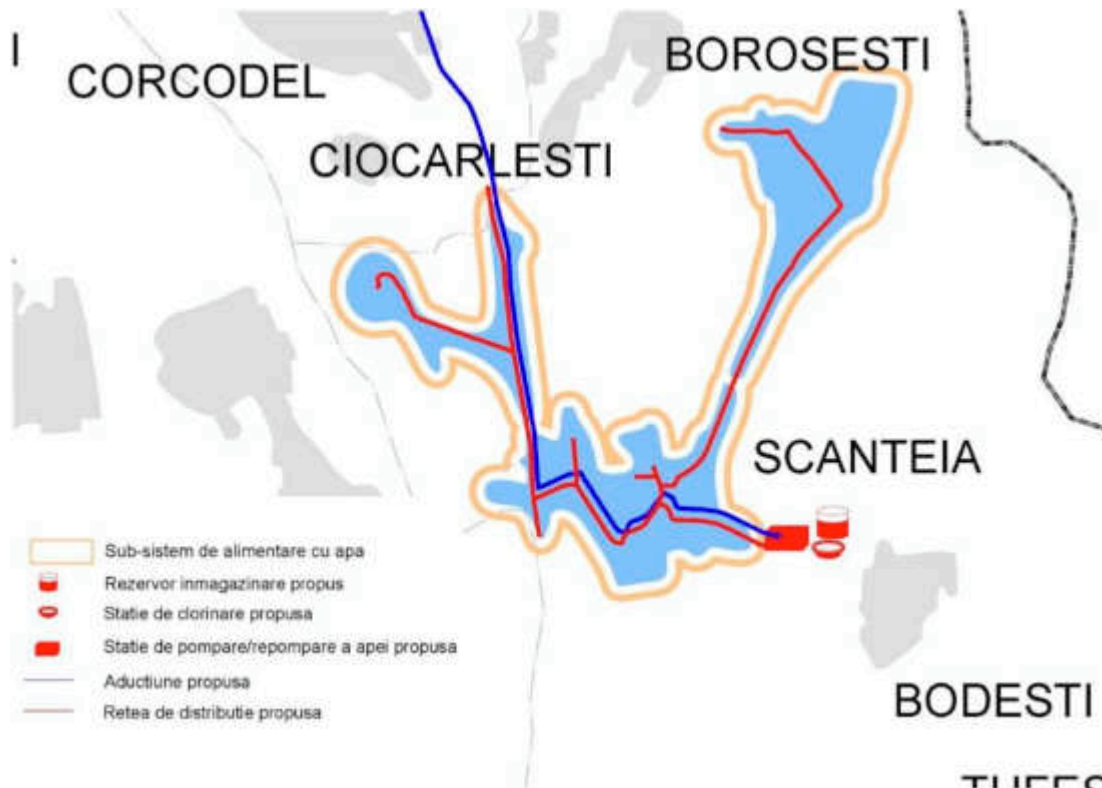 I
BOROSESTI
CORCODEL
CIOCARLESTI
SCANTEIA
Sub-sistem de alimentare cu apa
Rezervor inmagazinare propus
Statie de clorinare propusa
Statie de pompare/repompare a apei propusa
Aductiune propusa
Retea de distributie propusa
BODESTI